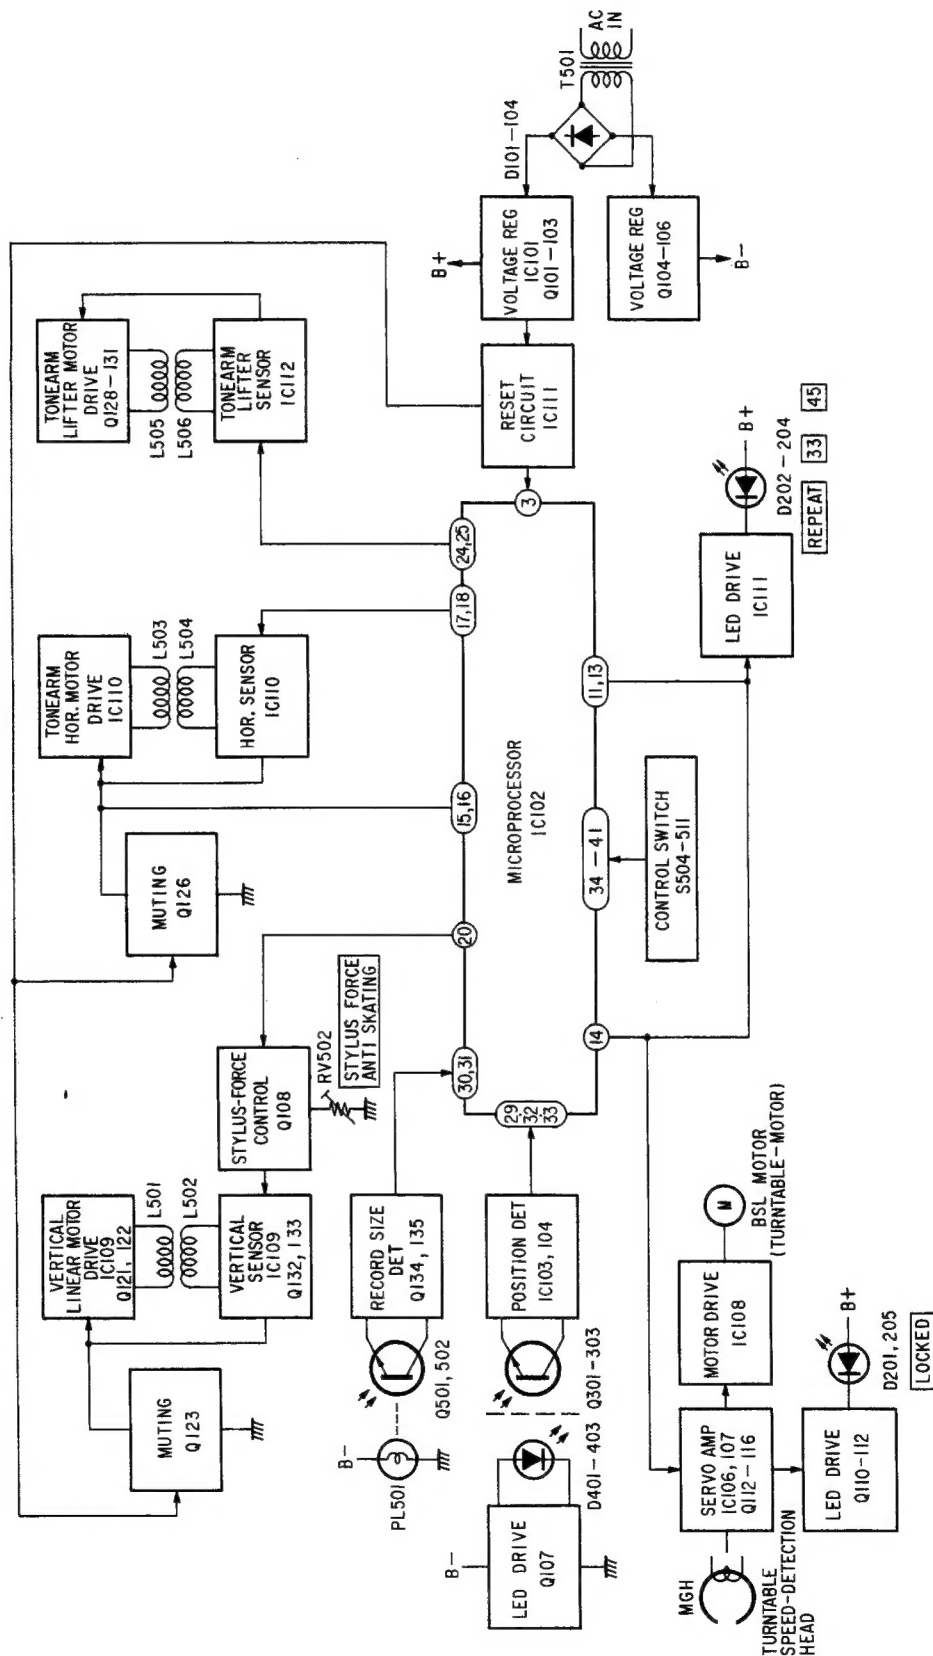 TONEARM
LIFTER MOTOR
DRIVE
Q128-131
L505
L506
TONEARM
LIFTER
SENSOR
IC112
TONEARM
HOR. MOTOR
DRIVE
IC110
L503
L504
HOR. SENSOR
IC110
MUTING
Q126
VERTICAL
LINEAR MOTOR
DRIVE
IC109
Q121, 122
L501
L502
VERTICAL
SENSOR
IC109
Q132, 133
MUTING
Q123
STYLUS-FORCE
CONTROL
Q108
RV502
STYLUS FORCE
ANTI SKATING
B-
PL501
Q501, 502
RECORD SIZE
DET
Q134, 135
B-
LED DRIVE
Q107
D401-403
Q301-303
POSITION DET
IC103, 104
MICROPROCESSOR
IC102
30,31
20
15,16
17,18
24,25
3
29
32
33
14
34-41
11,13
CONTROL SWITCH
S504-511
RESET
CIRCUIT
IC111
B+
VOLTAGE REG
IC101
Q101-103
VOLTAGE REG
Q104-106
B-
D101-104
T501
AC
IN
LED DRIVE
IC111
B+
D202-204
REPEAT 33 45
MGH
TURNTABLE
SPEED-DETECTION
HEAD
SERVO AMP
IC106, 107
Q112-116
MOTOR DRIVE
IC108
M
BSL MOTOR
(TURNTABLE-MOTOR)
LED DRIVE
Q110-112
B+
D201, 205
LOCKED